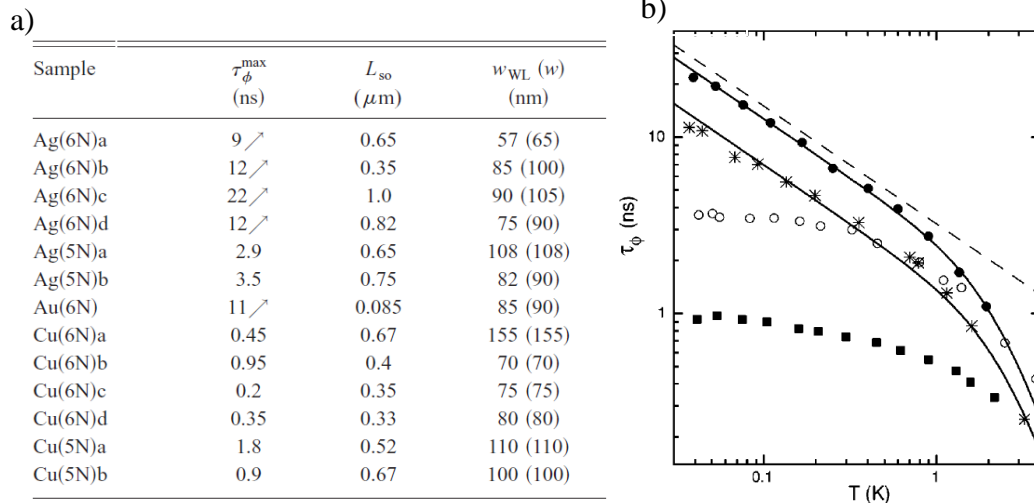 a)
Sample τ_φ^max (ns) L_so (μm) w_WL (w) (nm)
Ag(6N)a 9 ↗ 0.65 57 (65)
Ag(6N)b 12 ↗ 0.35 85 (100)
Ag(6N)c 22 ↗ 1.0 90 (105)
Ag(6N)d 12 ↗ 0.82 75 (90)
Ag(5N)a 2.9 0.65 108 (108)
Ag(5N)b 3.5 0.75 82 (90)
Au(6N) 11 ↗ 0.085 85 (90)
Cu(6N)a 0.45 0.67 155 (155)
Cu(6N)b 0.95 0.4 70 (70)
Cu(6N)c 0.2 0.35 75 (75)
Cu(6N)d 0.35 0.33 80 (80)
Cu(5N)a 1.8 0.52 110 (110)
Cu(5N)b 0.9 0.67 100 (100)
b)
10
1
τ_φ (ns)
0.1 1
T (K)